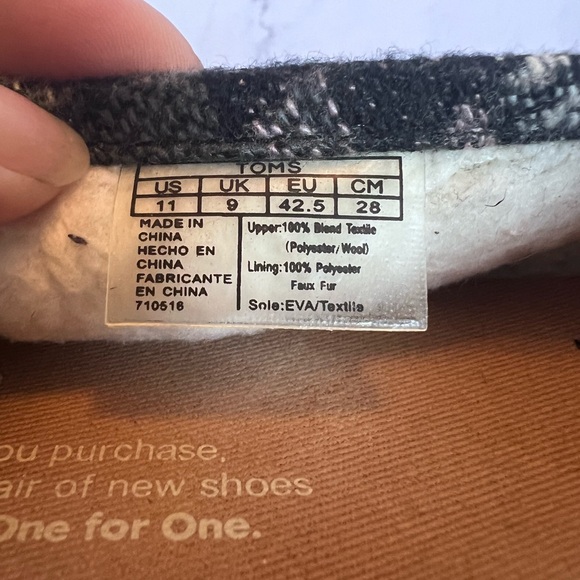 TOMS
US UK EU CM
11 9 42.5 28
MADE IN
CHINA
HECHO EN
CHINA
FABRICANTE
EN CHINA
710516
Upper:100% Blend Textile
(Polyester/Wool)
Lining:100% Polyester
Faux Fur
Sole:EVA/Textile
ou purchase,
air of new shoes
One for One.